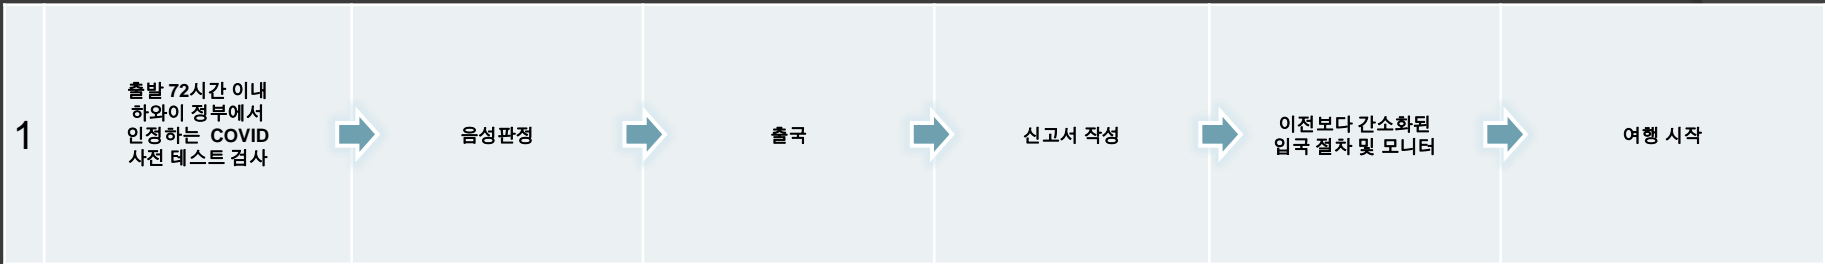 1
출발 72시간 이내
하와이 정부에서
인정하는 COVID
사전 테스트 검사
음성판정
출국
신고서 작성
이전보다 간소화된
입국 절차 및 모니터
여행 시작